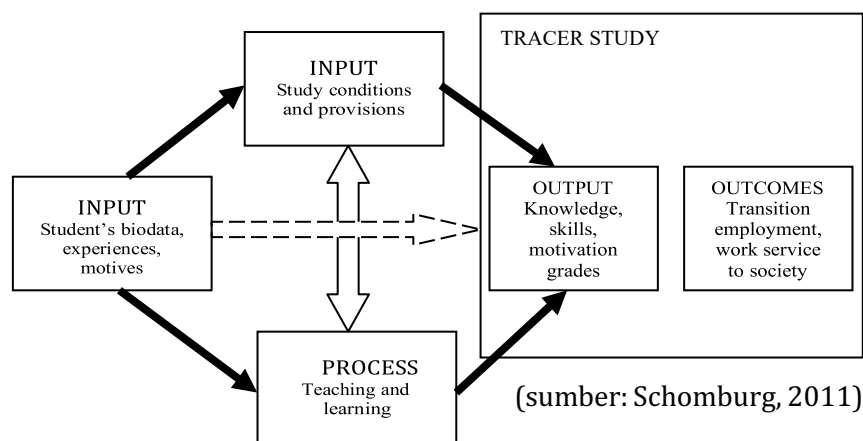 TRACER STUDY
INPUT
Study conditions
and provisions
INPUT
Student's biodata,
experiences,
motives
OUTPUT
Knowledge,
skills,
motivation
grades
OUTCOMES
Transition
employment,
work service
to society
PROCESS
Teaching and
learning
(sumber: Schomburg, 2011)